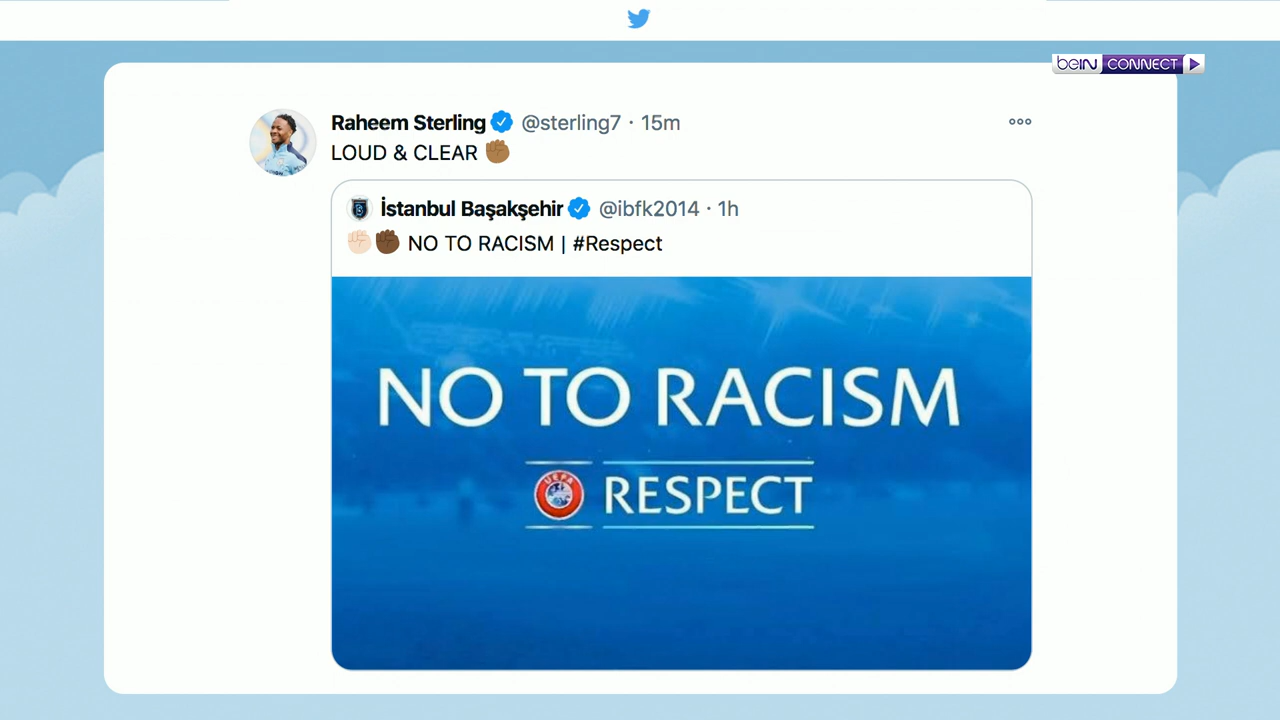 beIN CONNECT
Raheem Sterling @sterling7 · 15m
LOUD & CLEAR ✊🏾
İstanbul Başakşehir @ibfk2014 · 1h
✊🏻✊🏿 NO TO RACISM | #Respect
NO TO RACISM
UEFA
RESPECT